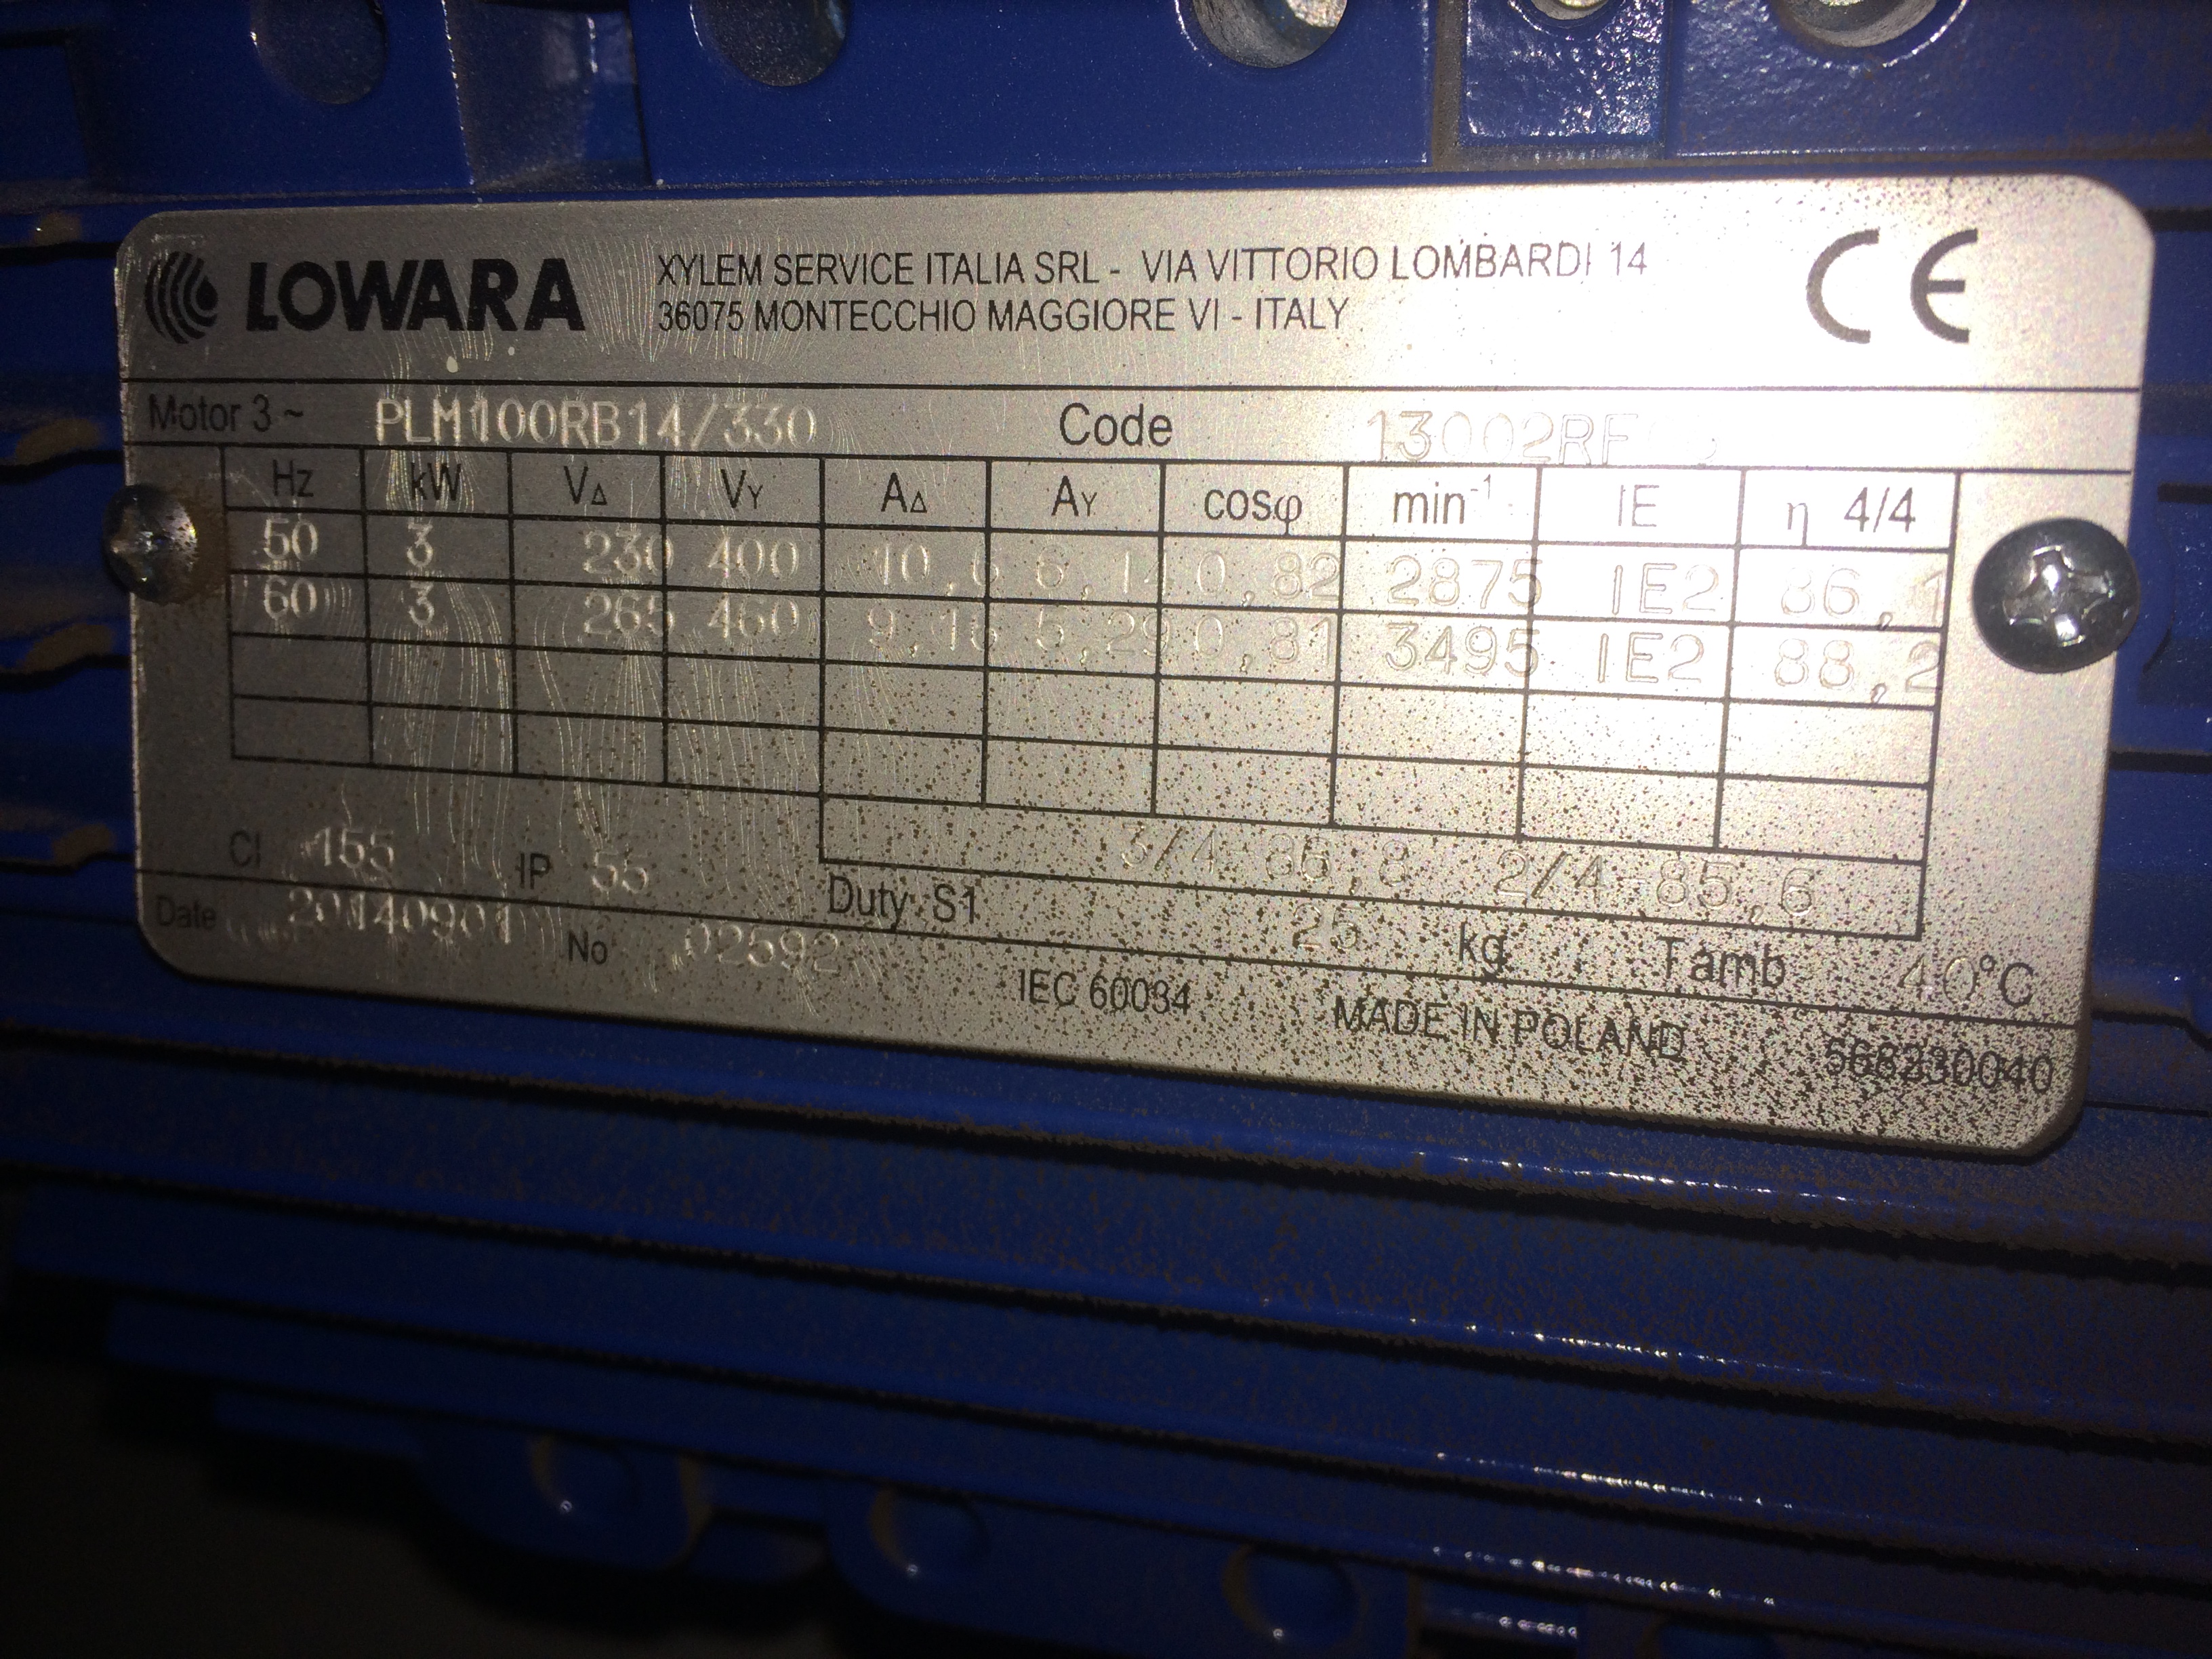 LOWARA
XYLEM SERVICE ITALIA SRL - VIA VITTORIO LOMBARDI 14
36075 MONTECCHIO MAGGIORE VI - ITALY
CE
Motor 3 ~ PLM100RB14/330 Code
Hz kW VΔ VY AΔ AY cosφ min⁻¹ IE η 4/4
50 3 230 400 10,6 6,14 0,82 2875 IE2 86,1
60 3 265 460 9,16 5,29 0,81 3495 IE2 88,2
3/4 86,8 2/4 85,6
Cl 155 IP 55 Duty S1 25 kg Tamb 40°C
Date 20140901 No 02592 IEC 60034 MADE IN POLAND 568230040